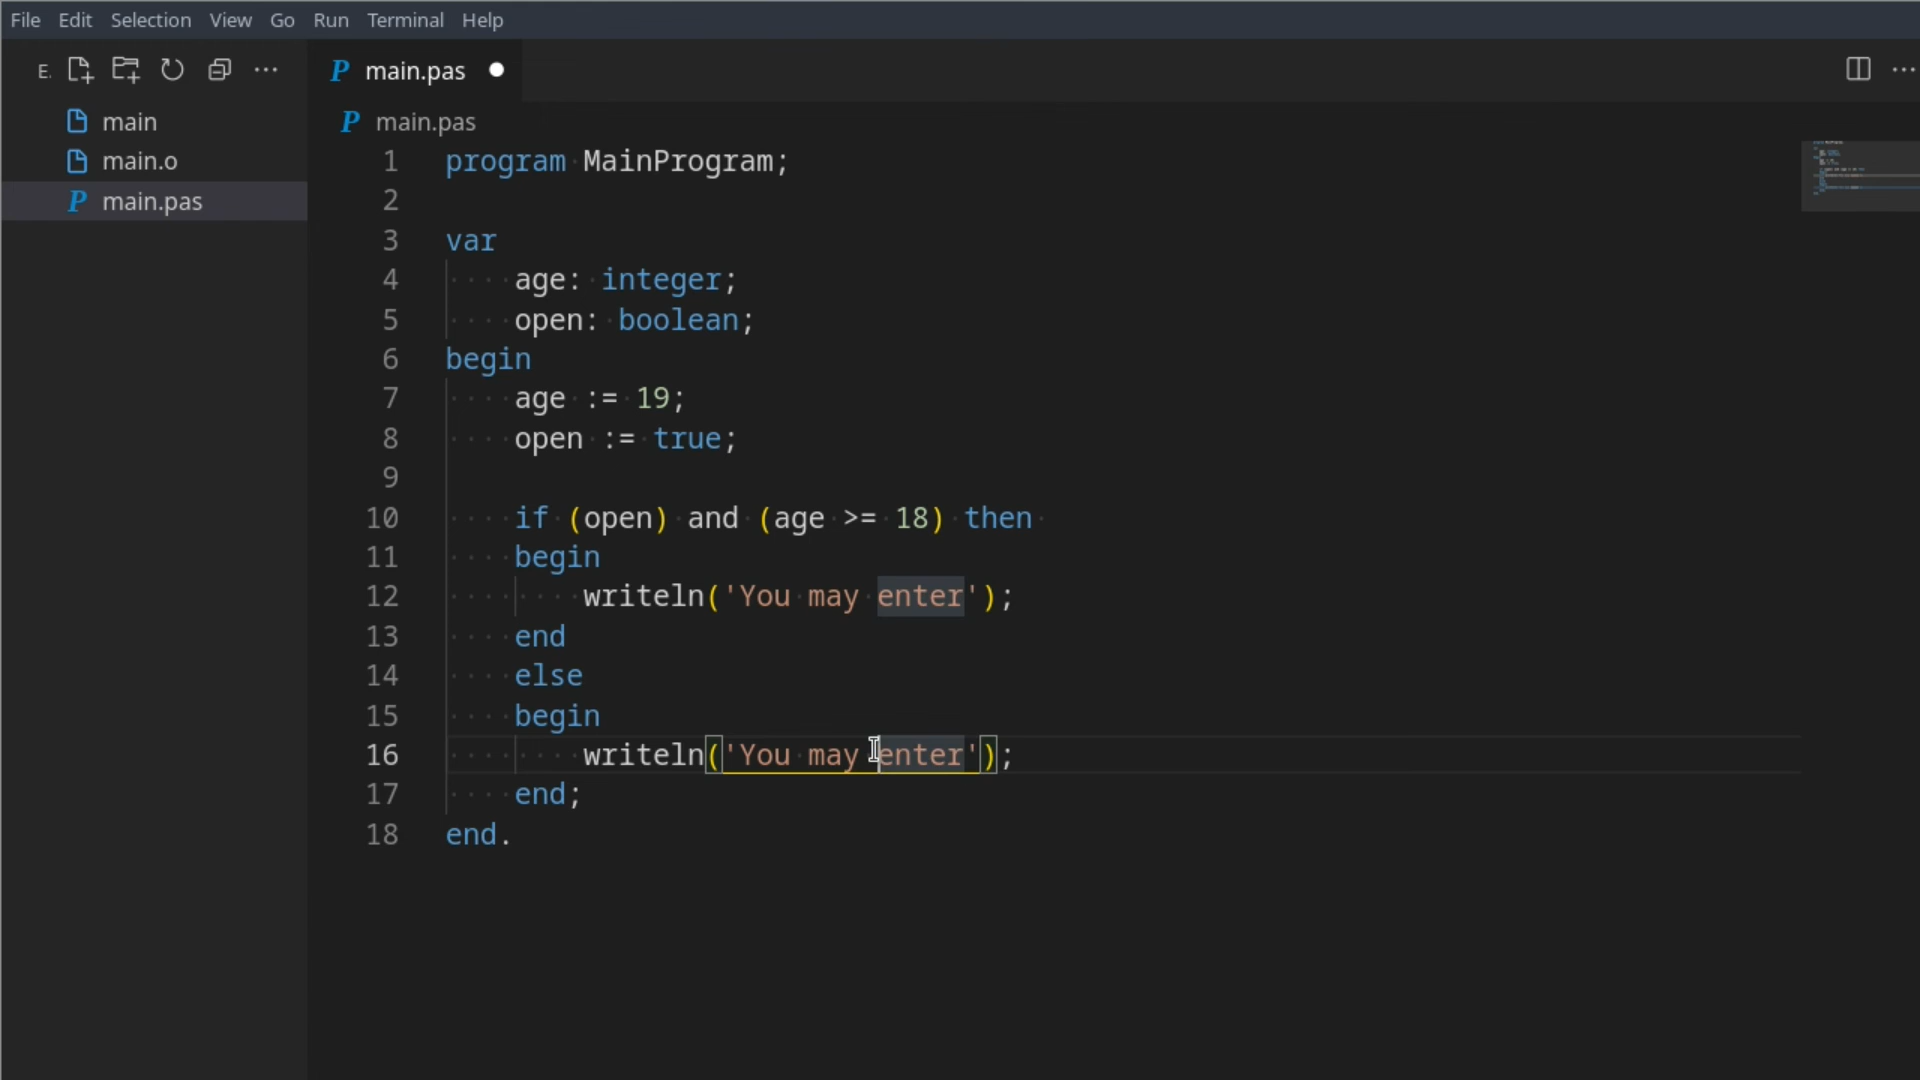 File Edit Selection View Go Run Terminal Help
E. main.pas
main
main.o
main.pas
main.pas
1 program MainProgram;
2
3 var
4 age: integer;
5 open: boolean;
6 begin
7 age := 19;
8 open := true;
9
10 if (open) and (age >= 18) then
11 begin
12 writeln('You may enter');
13 end
14 else
15 begin
16 writeln('You may enter');
17 end;
18 end.